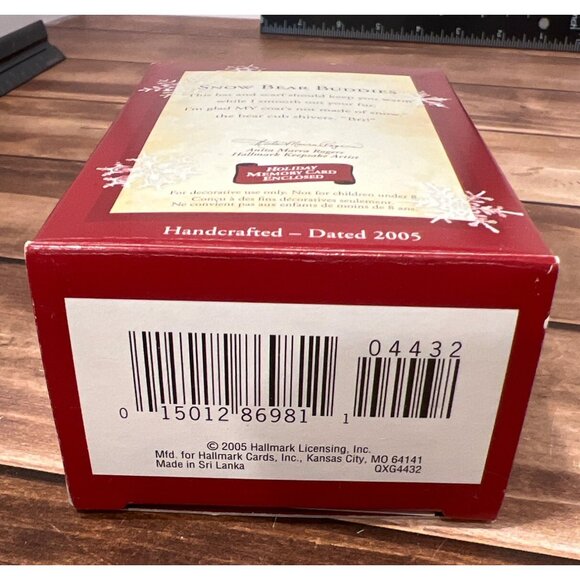 SNOW BEAR BUDDIES
"This hat and scarf should keep you warm
while I smooth out your fur.
I'm glad MY coat's not made of snow,"
the bear cub shivers. "Brr!"
Anita Marra Rogers
Anita Marra Rogers
Hallmark Keepsake Artist
HOLIDAY
MEMORY CARD
ENCLOSED
For decorative use only. Not for children under 8.
Conçu à des fins décoratives seulement.
Ne convient pas aux enfants de moins de 8 ans.
Handcrafted – Dated 2005
04432
0 15012 86981 1
© 2005 Hallmark Licensing, Inc.
Mfd. for Hallmark Cards, Inc., Kansas City, MO 64141
Made in Sri Lanka QXG4432